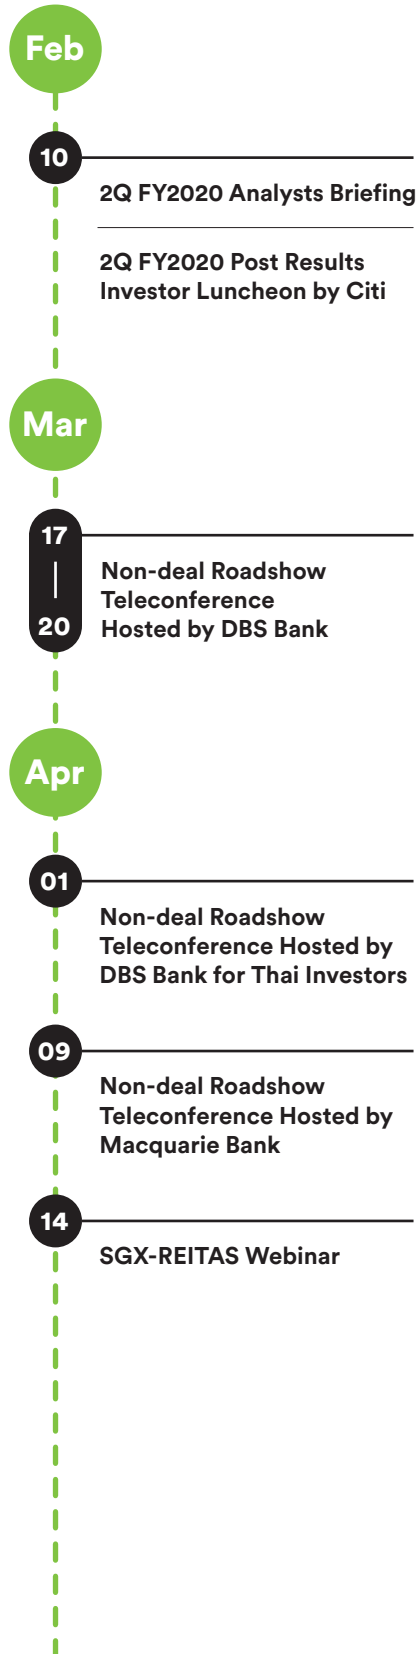 Feb
10
2Q FY2020 Analysts Briefing
2Q FY2020 Post Results
Investor Luncheon by Citi
Mar
17
20
Non-deal Roadshow
Teleconference
Hosted by DBS Bank
Apr
01
Non-deal Roadshow
Teleconference Hosted by
DBS Bank for Thai Investors
09
Non-deal Roadshow
Teleconference Hosted by
Macquarie Bank
14
SGX-REITAS Webinar